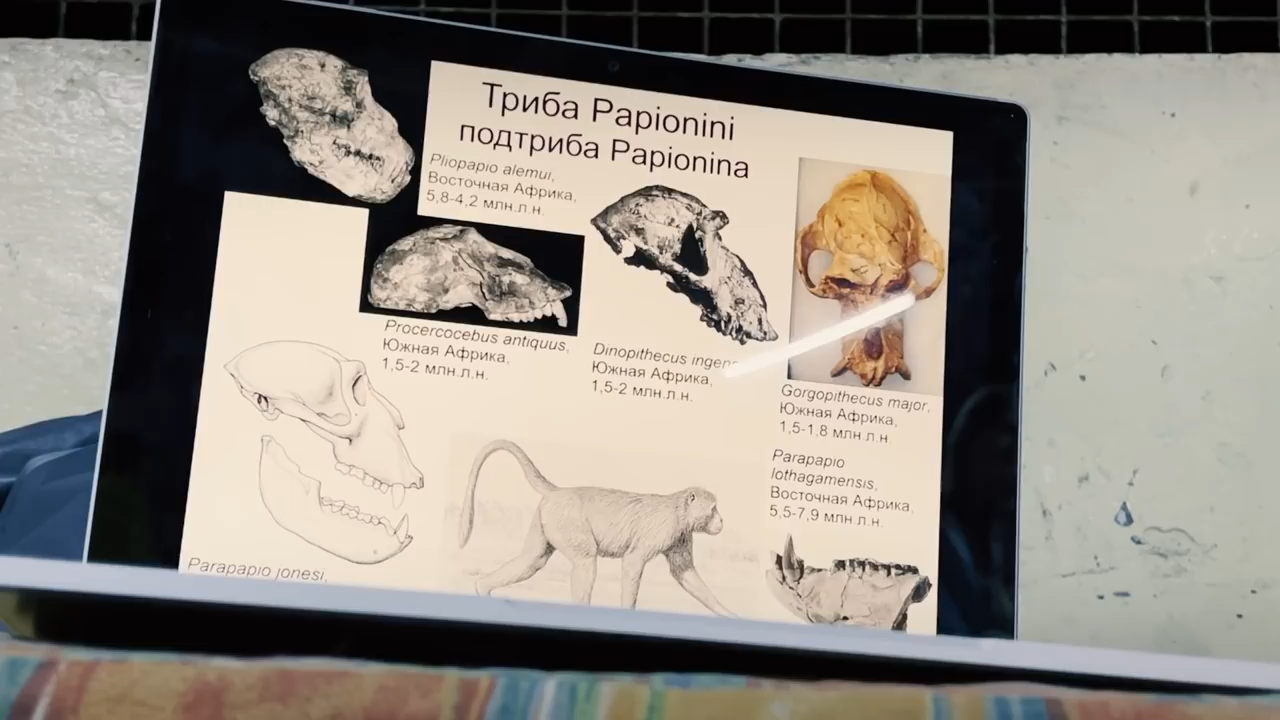 Триба Papionini
подтриба Papionina
Pliopapio alemui,
Восточная Африка,
5,8-4,2 млн.л.н.
Procercocebus antiquus,
Южная Африка,
1,5-2 млн.л.н.
Dinopithecus ingens
Южная Африка,
1,5-2 млн.л.н.
Gorgopithecus major,
Южная Африка,
1,5-1,8 млн.л.н.
Parapapio
lothagamensis,
Восточная Африка,
5,5-7,9 млн.л.н.
Parapapio jonesi,